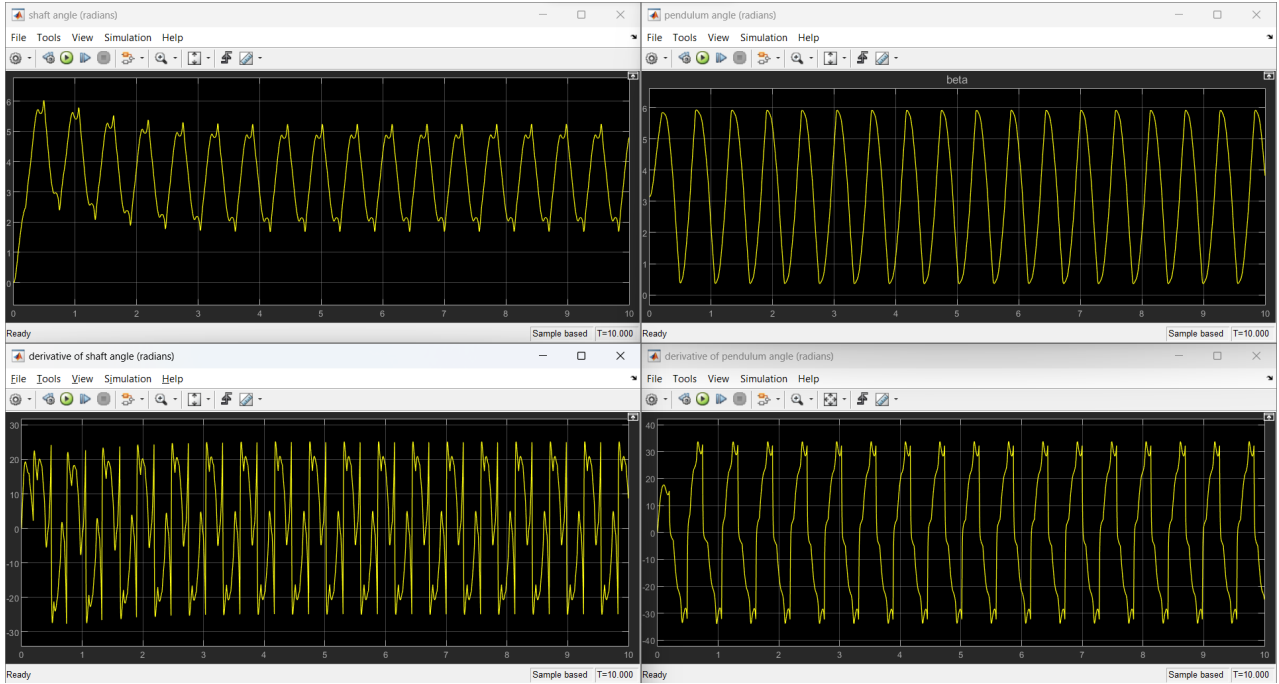 shaft angle (radians)
File Tools View Simulation Help
6
5
4
3
2
1
0
0 1 2 3 4 5 6 7 8 9 10
Ready Sample based T=10.000
pendulum angle (radians)
File Tools View Simulation Help
beta
6
5
4
3
2
1
0
0 1 2 3 4 5 6 7 8 9 10
Ready Sample based T=10.000
derivative of shaft angle (radians)
File Tools View Simulation Help
30
20
10
0
-10
-20
-30
0 1 2 3 4 5 6 7 8 9 10
Ready Sample based T=10.000
derivative of pendulum angle (radians)
File Tools View Simulation Help
40
30
20
10
0
-10
-20
-30
-40
0 1 2 3 4 5 6 7 8 9 10
Ready Sample based T=10.000